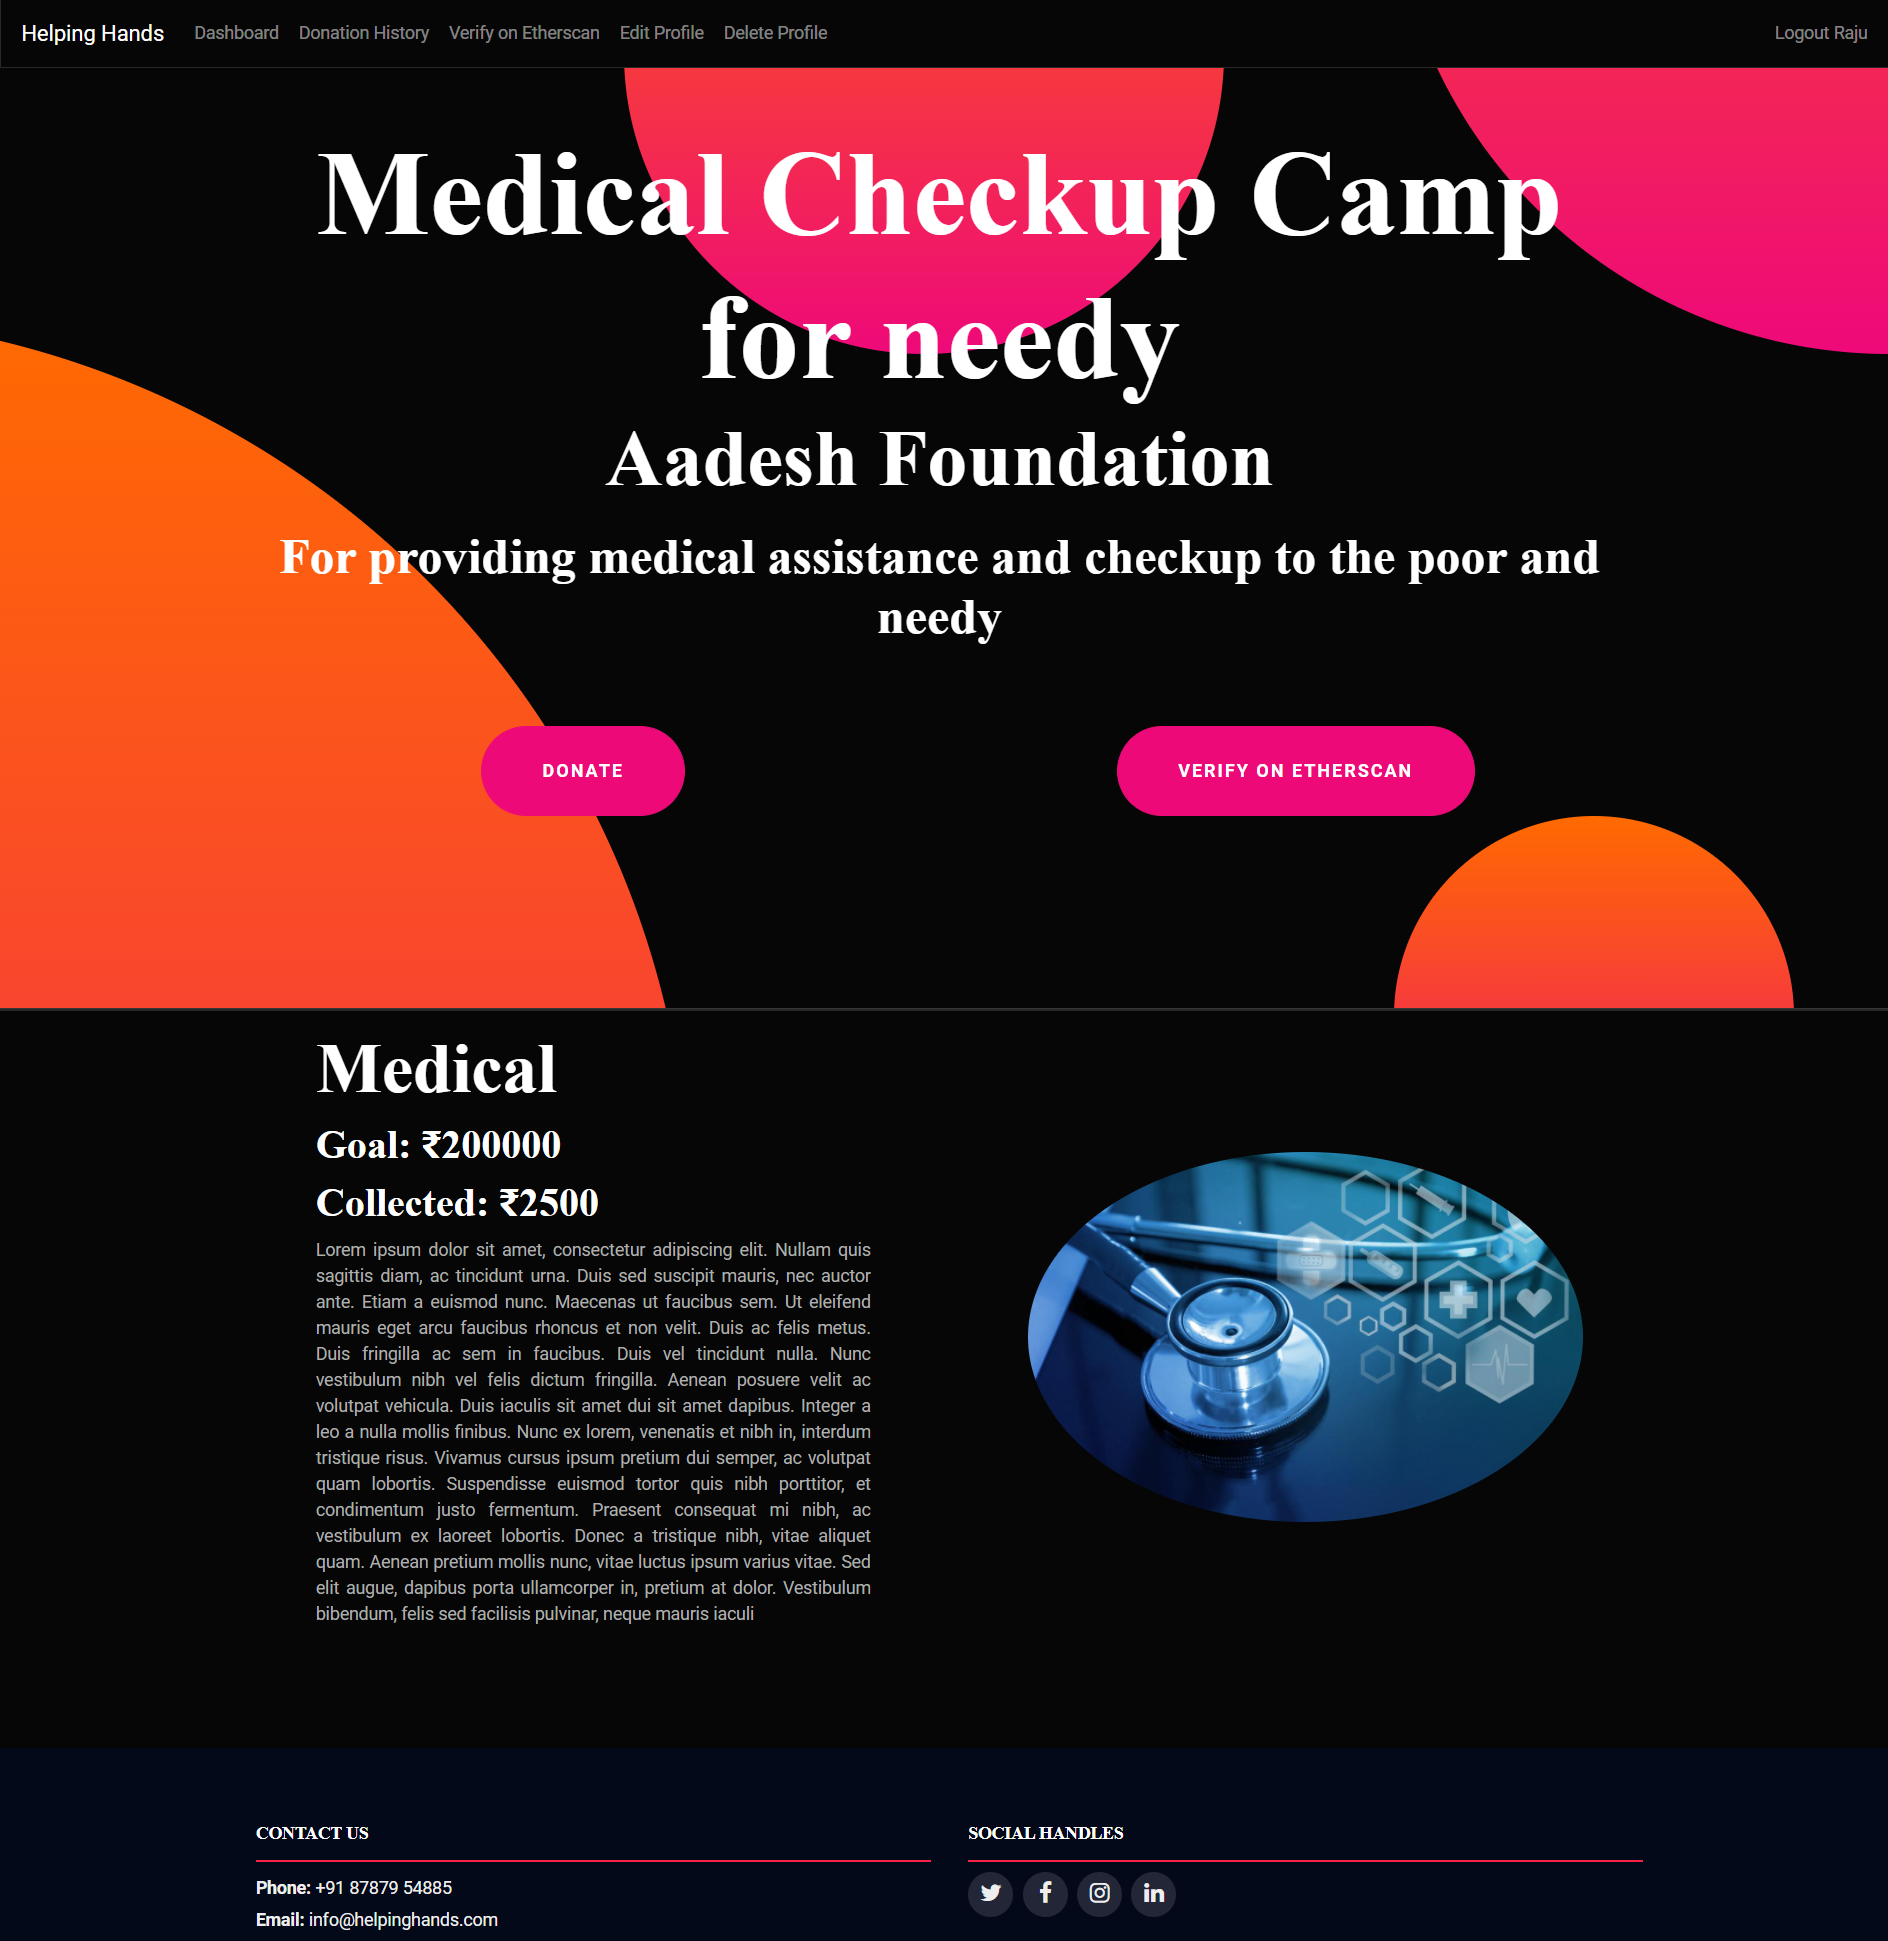 Helping Hands Dashboard Donation History Verify on Etherscan Edit Profile Delete Profile Logout Raju
Medical Checkup Camp
for needy
Aadesh Foundation
For providing medical assistance and checkup to the poor and
needy
DONATE
VERIFY ON ETHERSCAN
Medical
Goal: ₹200000
Collected: ₹2500
Lorem ipsum dolor sit amet, consectetur adipiscing elit. Nullam quis
sagittis diam, ac tincidunt urna. Duis sed suscipit mauris, nec auctor
ante. Etiam a euismod nunc. Maecenas ut faucibus sem. Ut eleifend
mauris eget arcu faucibus rhoncus et non velit. Duis ac felis metus.
Duis fringilla ac sem in faucibus. Duis vel tincidunt nulla. Nunc
vestibulum nibh vel felis dictum fringilla. Aenean posuere velit ac
volutpat vehicula. Duis iaculis sit amet dui sit amet dapibus. Integer a
leo a nulla mollis finibus. Nunc ex lorem, venenatis et nibh in, interdum
tristique risus. Vivamus cursus ipsum pretium dui semper, ac volutpat
quam lobortis. Suspendisse euismod tortor quis nibh porttitor, et
condimentum justo fermentum. Praesent consequat mi nibh, ac
vestibulum ex laoreet lobortis. Donec a tristique nibh, vitae aliquet
quam. Aenean pretium mollis nunc, vitae luctus ipsum varius vitae. Sed
elit augue, dapibus porta ullamcorper in, pretium at dolor. Vestibulum
bibendum, felis sed facilisis pulvinar, neque mauris iaculi
CONTACT US
Phone: +91 87879 54885
Email: info@helpinghands.com
SOCIAL HANDLES